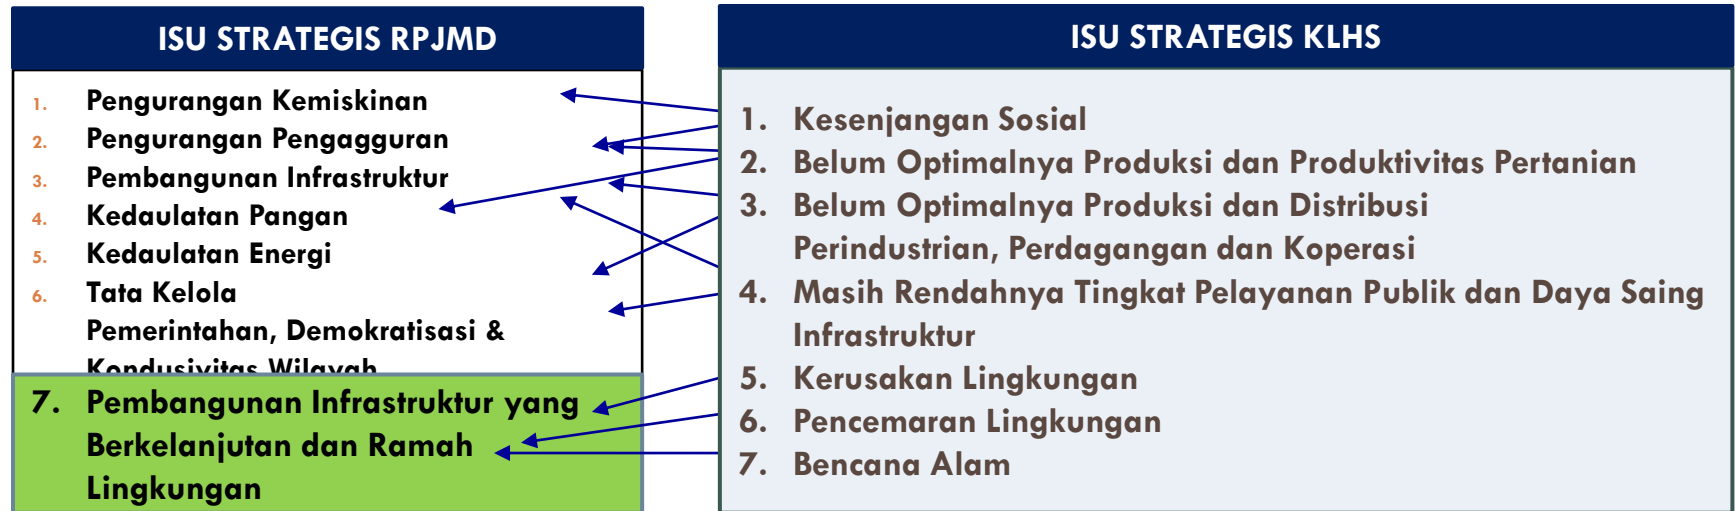 ISU STRATEGIS RPJMD
1. Pengurangan Kemiskinan
2. Pengurangan Pengagguran
3. Pembangunan Infrastruktur
4. Kedaulatan Pangan
5. Kedaulatan Energi
6. Tata Kelola
Pemerintahan, Demokratisasi &
Kondusivitas Wilayah
7. Pembangunan Infrastruktur yang
Berkelanjutan dan Ramah
Lingkungan
ISU STRATEGIS KLHS
1. Kesenjangan Sosial
2. Belum Optimalnya Produksi dan Produktivitas Pertanian
3. Belum Optimalnya Produksi dan Distribusi
Perindustrian, Perdagangan dan Koperasi
4. Masih Rendahnya Tingkat Pelayanan Publik dan Daya Saing
Infrastruktur
5. Kerusakan Lingkungan
6. Pencemaran Lingkungan
7. Bencana Alam